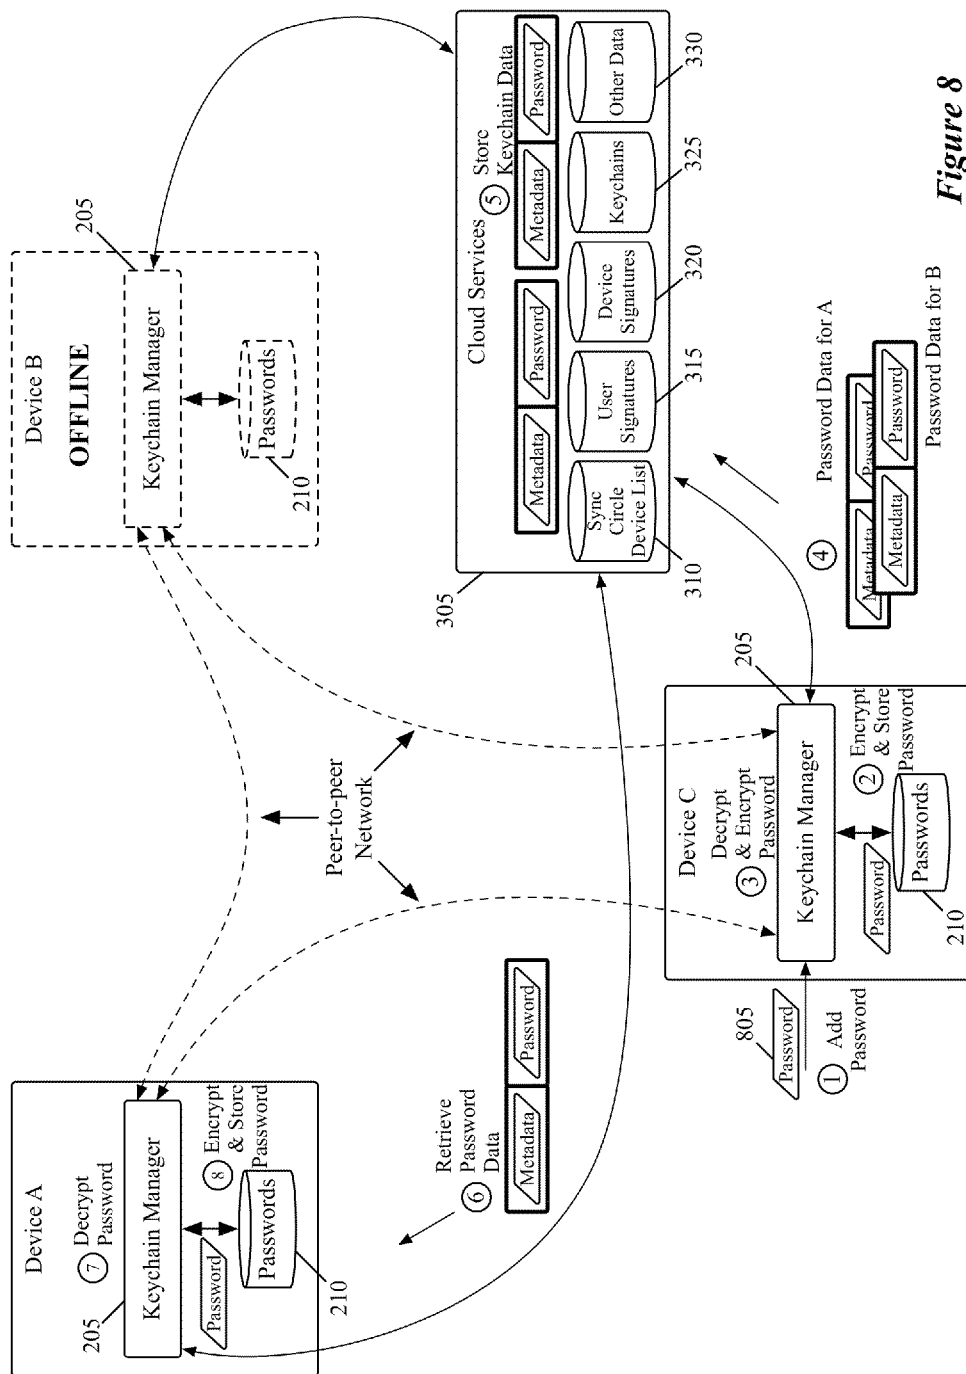 Device A
7 Decrypt
Password
205
Keychain Manager
8 Encrypt
& Store
Password
Password
Passwords
210
Device B
OFFLINE
205
Keychain Manager
Passwords
210
Peer-to-peer
Network
6 Retrieve
Password
Data
Metadata
Password
305
Cloud Services
5 Store
Keychain Data
Metadata
Password
Metadata
Password
Sync
Circle
Device List
User
Signatures
Device
Signatures
Keychains
Other Data
310
315
320
325
330
805
Password
1 Add
Password
Device C
3 Decrypt
& Encrypt
Password
205
Keychain Manager
2 Encrypt
& Store
Password
Password
Passwords
210
4
Password Data for A
Metadata
Password
Metadata
Password
Password Data for B
Figure 8